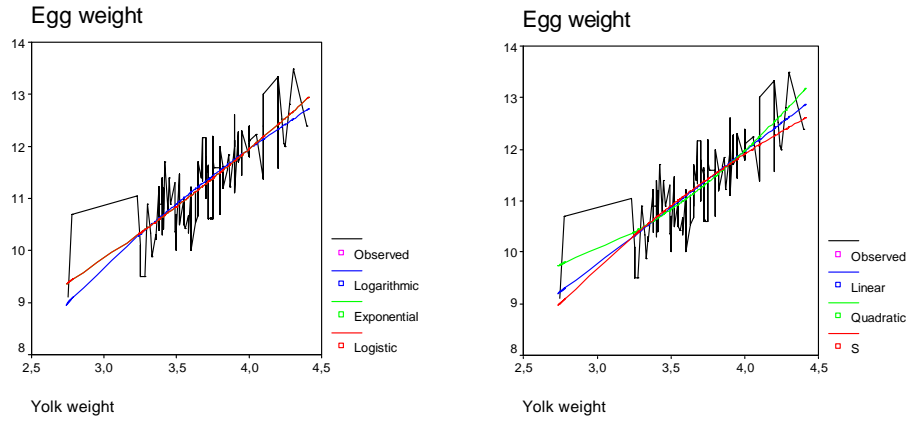 Egg weight
14
13
12
11
10
9
8
2,5
3,0
3,5
4,0
4,5
Yolk weight
Observed
Logarithmic
Exponential
Logistic
Egg weight
14
13
12
11
10
9
8
2,5
3,0
3,5
4,0
4,5
Yolk weight
Observed
Linear
Quadratic
S